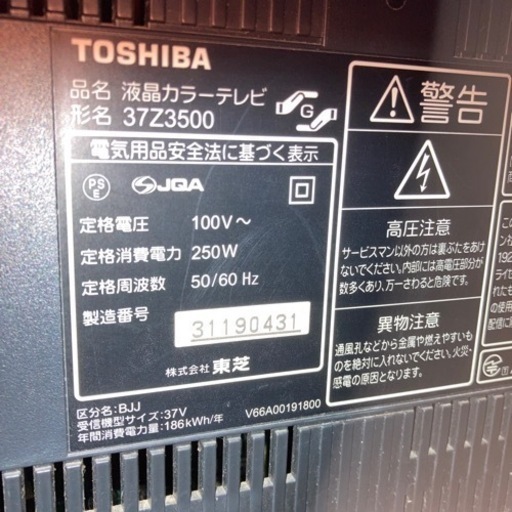 TOSHIBA
品名 液晶カラーテレビ
形名 37Z3500
G
電気用品安全法に基づく表示
PS
E
JQA
定格電圧 100V～
定格消費電力 250W
定格周波数 50/60 Hz
製造番号 31190431
株式会社 東芝
区分名: BJJ
受信機型サイズ: 37V
年間消費電力量: 186kWh/年
V66A00191800
警告
高圧注意
サービスマン以外の方は裏ぶたをあけ
ないでください。内部には高電圧部分が
数多くあり、万一さわると危険です。
異物注意
通風孔などから金属や燃えやすいも
のを絶対に入れないでください。火災・
感電の原因となります。